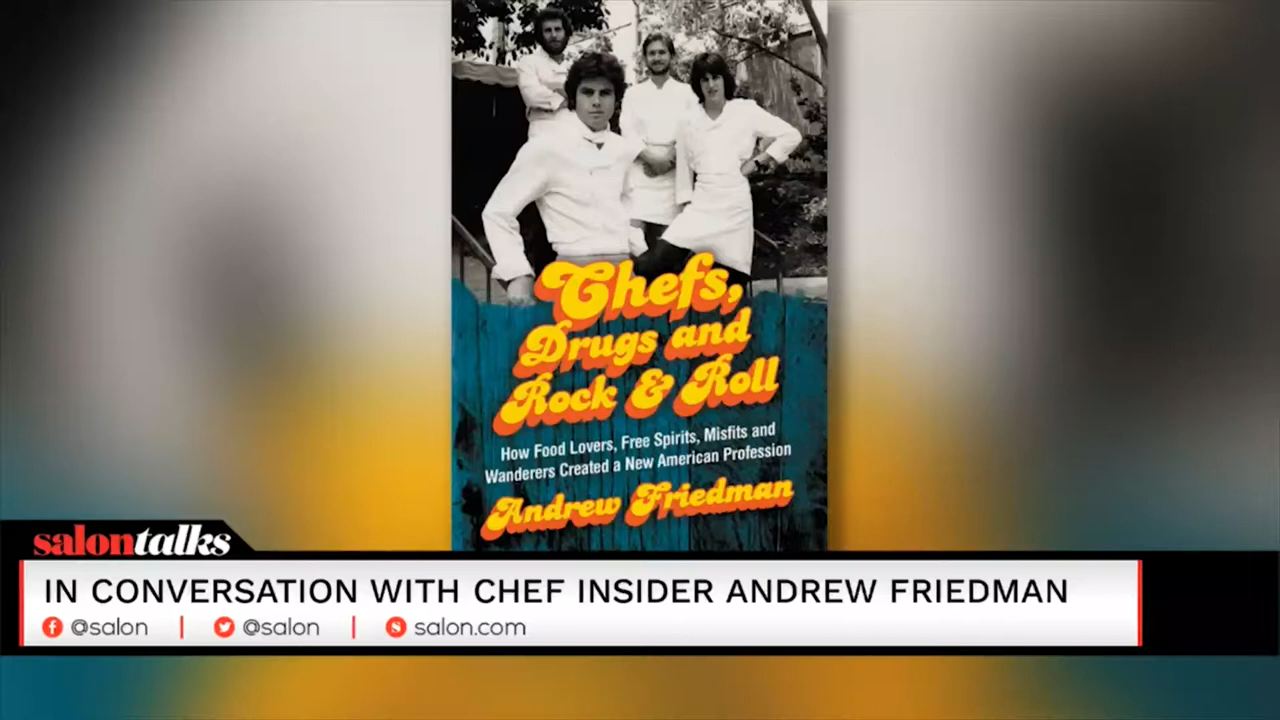 Chefs,
Drugs and
Rock & Roll
How Food Lovers, Free Spirits, Misfits and
Wanderers Created a New American Profession
Andrew Friedman
salontalks
IN CONVERSATION WITH CHEF INSIDER ANDREW FRIEDMAN
@salon | @salon | salon.com